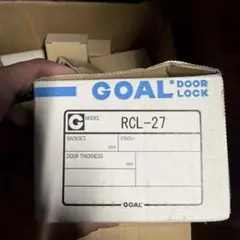 GOAL® DOOR
LOCK
G MODEL RCL-27
BACKSET FINISH
mm
DOOR THICKNESS
mm
GOAL®